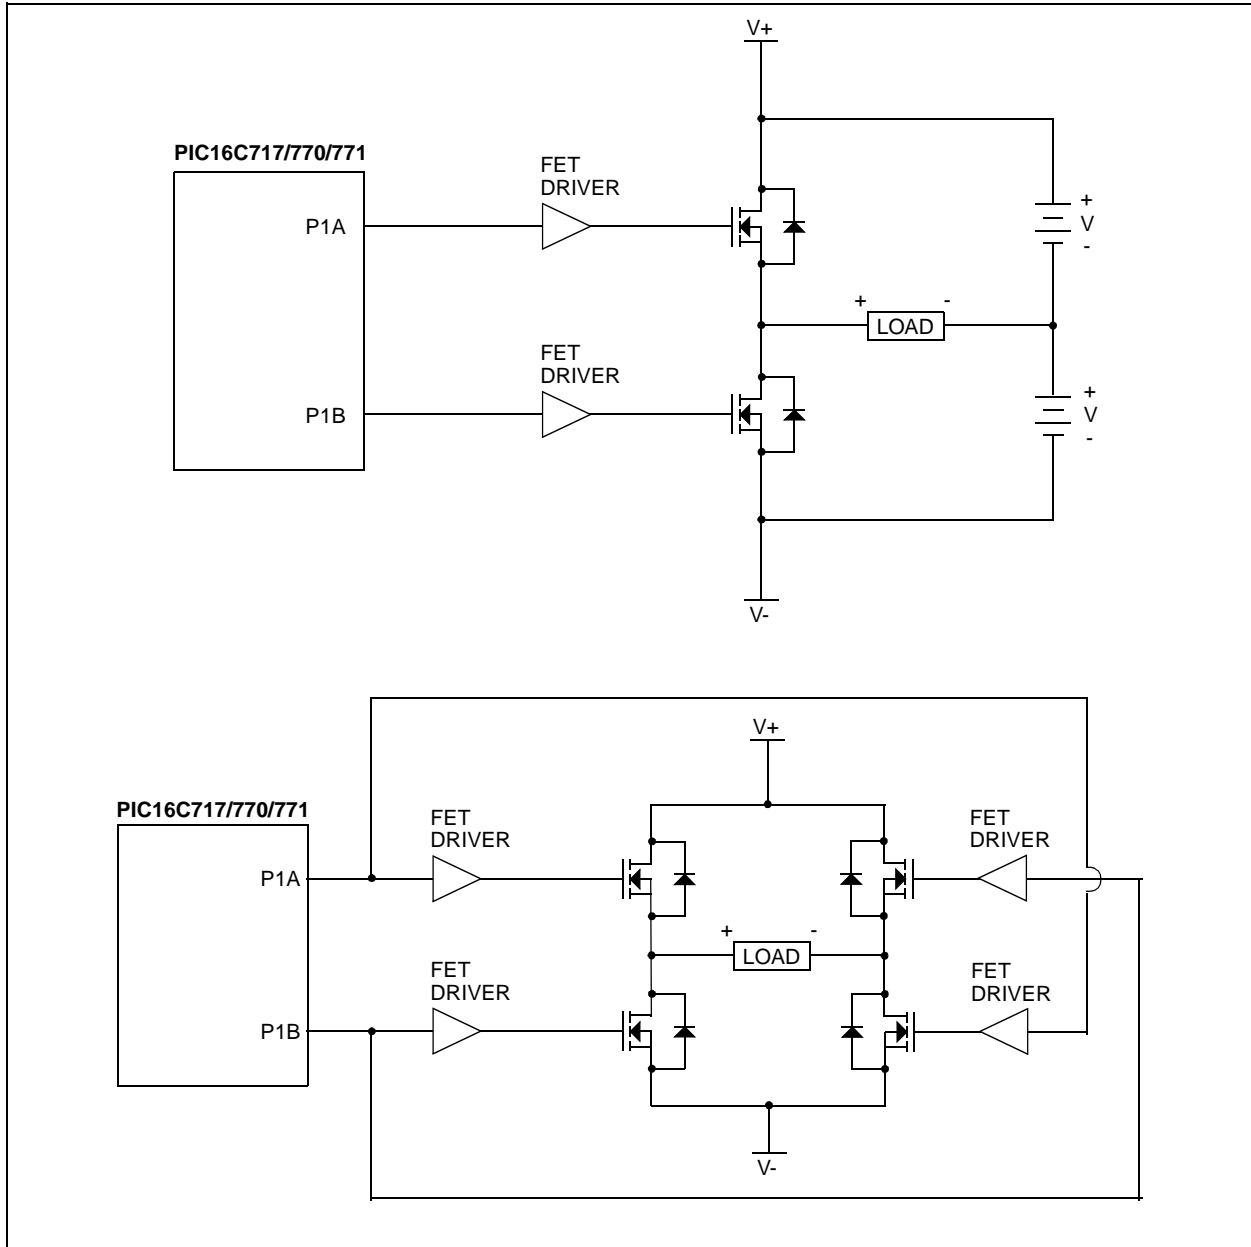 V+
PIC16C717/770/771
FET
DRIVER
P1A
+
V
-
+ -
LOAD
FET
DRIVER
P1B
+
V
-
V-
V+
PIC16C717/770/771
FET
DRIVER
FET
DRIVER
P1A
+ -
LOAD
FET
DRIVER
FET
DRIVER
P1B
V-